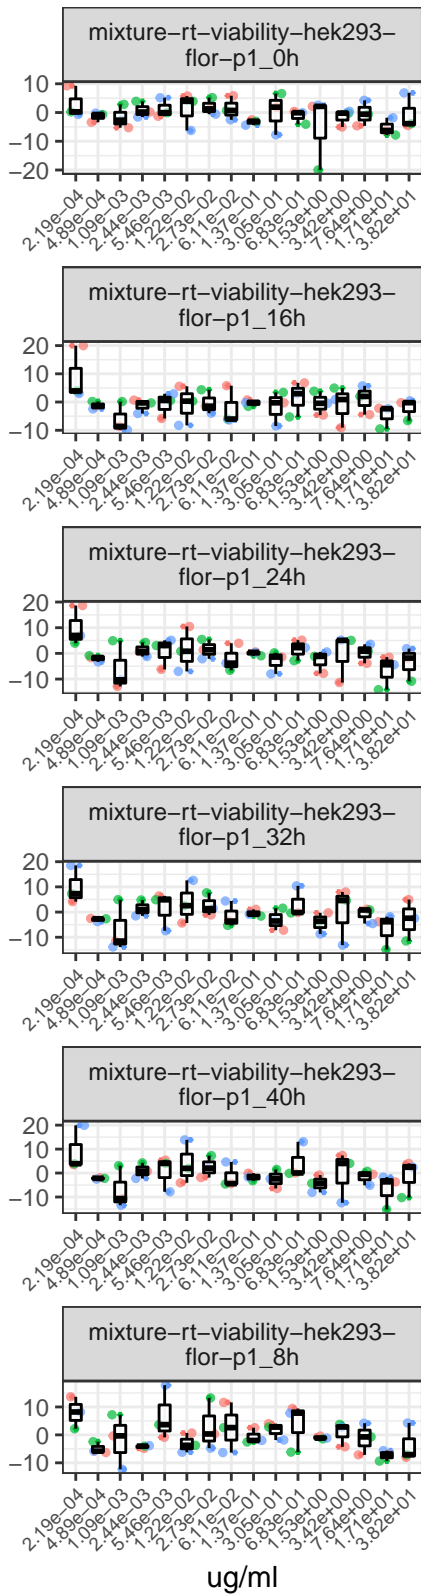 mixture−rt−viability−hek293−
flor−p1_0h
10
0
−10
−20
2.19e−04
4.89e−04
1.09e−03
2.44e−03
5.46e−03
1.22e−02
2.73e−02
6.11e−02
1.37e−01
3.05e−01
6.83e−01
1.53e+00
3.42e+00
7.64e+00
1.71e+01
3.82e+01
mixture−rt−viability−hek293−
flor−p1_16h
20
10
0
−10
2.19e−04
4.89e−04
1.09e−03
2.44e−03
5.46e−03
1.22e−02
2.73e−02
6.11e−02
1.37e−01
3.05e−01
6.83e−01
1.53e+00
3.42e+00
7.64e+00
1.71e+01
3.82e+01
mixture−rt−viability−hek293−
flor−p1_24h
20
10
0
−10
2.19e−04
4.89e−04
1.09e−03
2.44e−03
5.46e−03
1.22e−02
2.73e−02
6.11e−02
1.37e−01
3.05e−01
6.83e−01
1.53e+00
3.42e+00
7.64e+00
1.71e+01
3.82e+01
mixture−rt−viability−hek293−
flor−p1_32h
20
10
0
−10
2.19e−04
4.89e−04
1.09e−03
2.44e−03
5.46e−03
1.22e−02
2.73e−02
6.11e−02
1.37e−01
3.05e−01
6.83e−01
1.53e+00
3.42e+00
7.64e+00
1.71e+01
3.82e+01
mixture−rt−viability−hek293−
flor−p1_40h
20
10
0
−10
2.19e−04
4.89e−04
1.09e−03
2.44e−03
5.46e−03
1.22e−02
2.73e−02
6.11e−02
1.37e−01
3.05e−01
6.83e−01
1.53e+00
3.42e+00
7.64e+00
1.71e+01
3.82e+01
mixture−rt−viability−hek293−
flor−p1_8h
10
0
−10
2.19e−04
4.89e−04
1.09e−03
2.44e−03
5.46e−03
1.22e−02
2.73e−02
6.11e−02
1.37e−01
3.05e−01
6.83e−01
1.53e+00
3.42e+00
7.64e+00
1.71e+01
3.82e+01
ug/ml